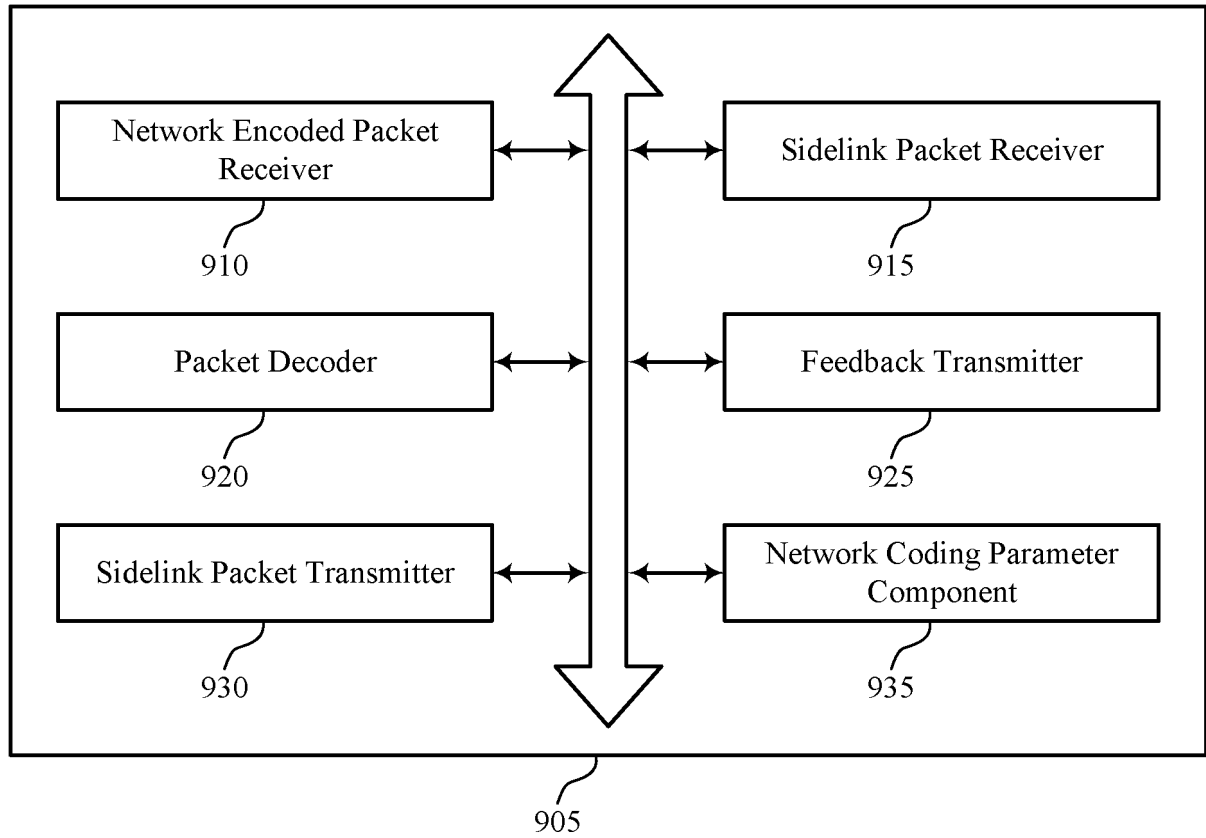 Network Encoded Packet
Receiver
910
Sidelink Packet Receiver
915
Packet Decoder
920
Feedback Transmitter
925
Sidelink Packet Transmitter
930
Network Coding Parameter
Component
935
905